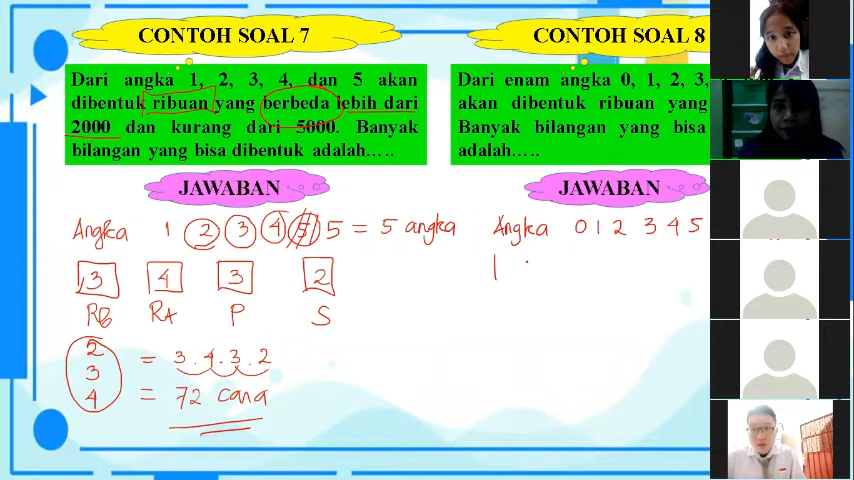 CONTOH SOAL 7
Dari angka 1, 2, 3, 4, dan 5 akan
dibentuk ribuan yang berbeda lebih dari
2000 dan kurang dari 5000. Banyak
bilangan yang bisa dibentuk adalah…..
JAWABAN
Angka 1 2 3 4 5 = 5 angka
3 4 3 2
RB RA P S
2
3
4
= 3 . 4 . 3 . 2
= 72 cara
CONTOH SOAL 8
Dari enam angka 0, 1, 2, 3,
akan dibentuk ribuan yang
Banyak bilangan yang bisa
adalah…..
JAWABAN
Angka 0 1 2 3 4 5